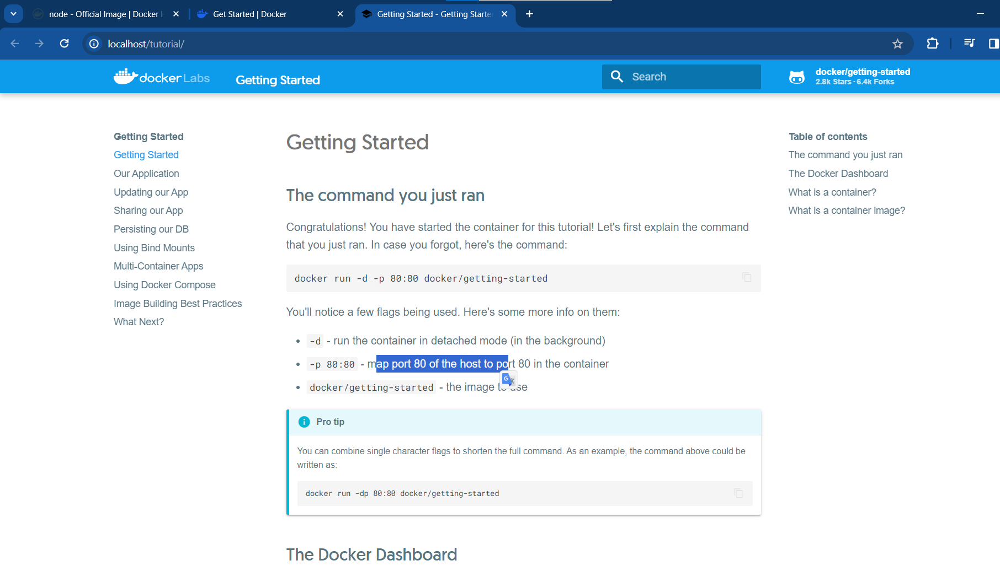 node - Official Image | Docker H
Get Started | Docker
Getting Started - Getting Starte
localhost/tutorial/
docker Labs
Getting Started
Search
docker/getting-started
2.8k Stars · 6.4k Forks
Getting Started
Getting Started
Our Application
Updating our App
Sharing our App
Persisting our DB
Using Bind Mounts
Multi-Container Apps
Using Docker Compose
Image Building Best Practices
What Next?
Getting Started
The command you just ran
Congratulations! You have started the container for this tutorial! Let's first explain the command
that you just ran. In case you forgot, here's the command:
docker run -d -p 80:80 docker/getting-started
You'll notice a few flags being used. Here's some more info on them:
-d - run the container in detached mode (in the background)
-p 80:80 - map port 80 of the host to port 80 in the container
docker/getting-started - the image to use
Pro tip
You can combine single character flags to shorten the full command. As an example, the command above could be
written as:
docker run -dp 80:80 docker/getting-started
The Docker Dashboard
Table of contents
The command you just ran
The Docker Dashboard
What is a container?
What is a container image?